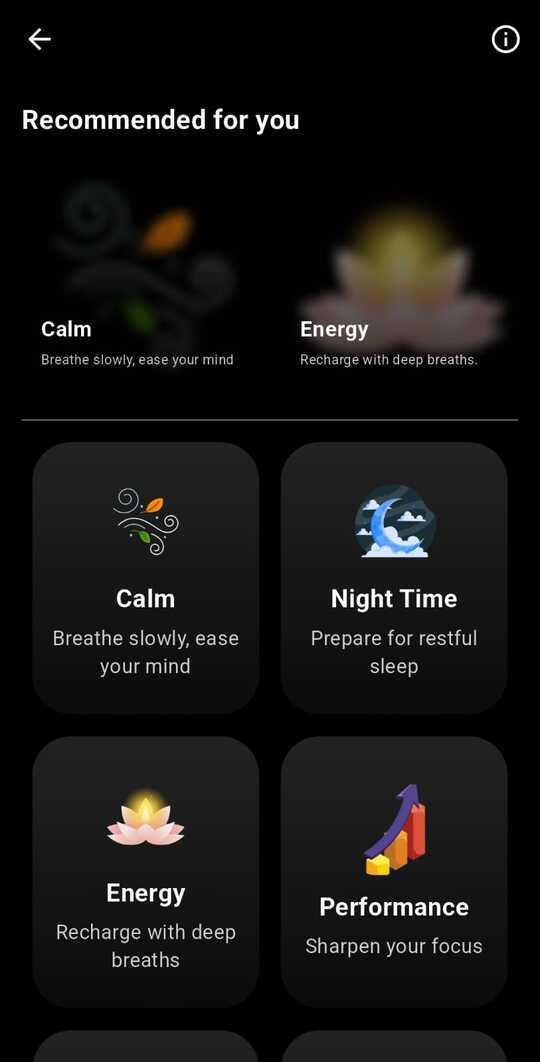 Recommended for you
Calm
Breathe slowly, ease your mind
Energy
Recharge with deep breaths.
Calm
Breathe slowly, ease
your mind
Night Time
Prepare for restful
sleep
Energy
Recharge with deep
breaths
Performance
Sharpen your focus